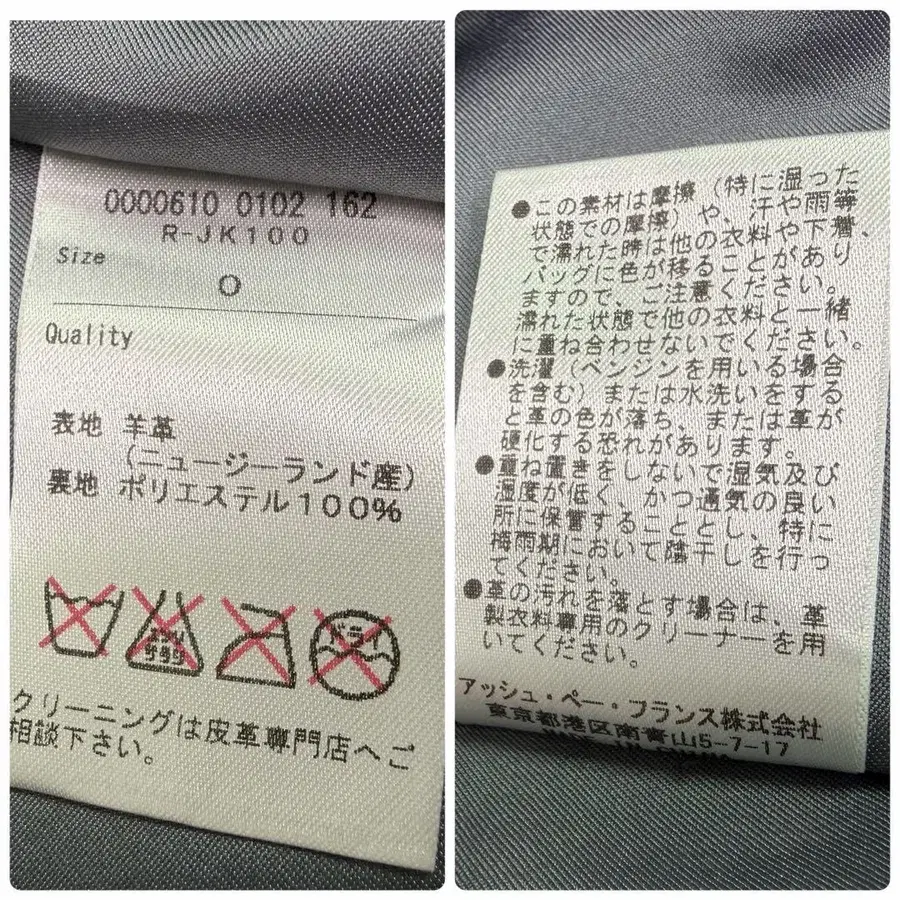 0000610 0102 162
R-JK100
Size
0
Quality
表地 羊革
(ニュージーランド産)
裏地 ポリエステル100%
ドライ
クリーニングは皮革専門店へご
相談下さい。
●この素材は摩擦(特に湿った
状態での摩擦)や、汗や雨等
で濡れた時は他の衣料や下着、
バッグに色が移ることがあり
ますので、ご注意ください。
濡れた状態で他の衣料と一緒
に重ね合わせないでください。
●洗濯(ベンジンを用いる場合
を含む)または水洗いをする
と革の色が落ち、または革が
硬化する恐れがあります。
●重ね置きをしないで湿気及び
湿度が低く、かつ通気の良い
所に保管することとし、特に
梅雨期において陰干しを行っ
てください。
●革の汚れを落とす場合は、革
製衣料専用のクリーナーを用
いてください。
アッシュ・ペー・フランス株式会社
東京都港区南青山5-7-17